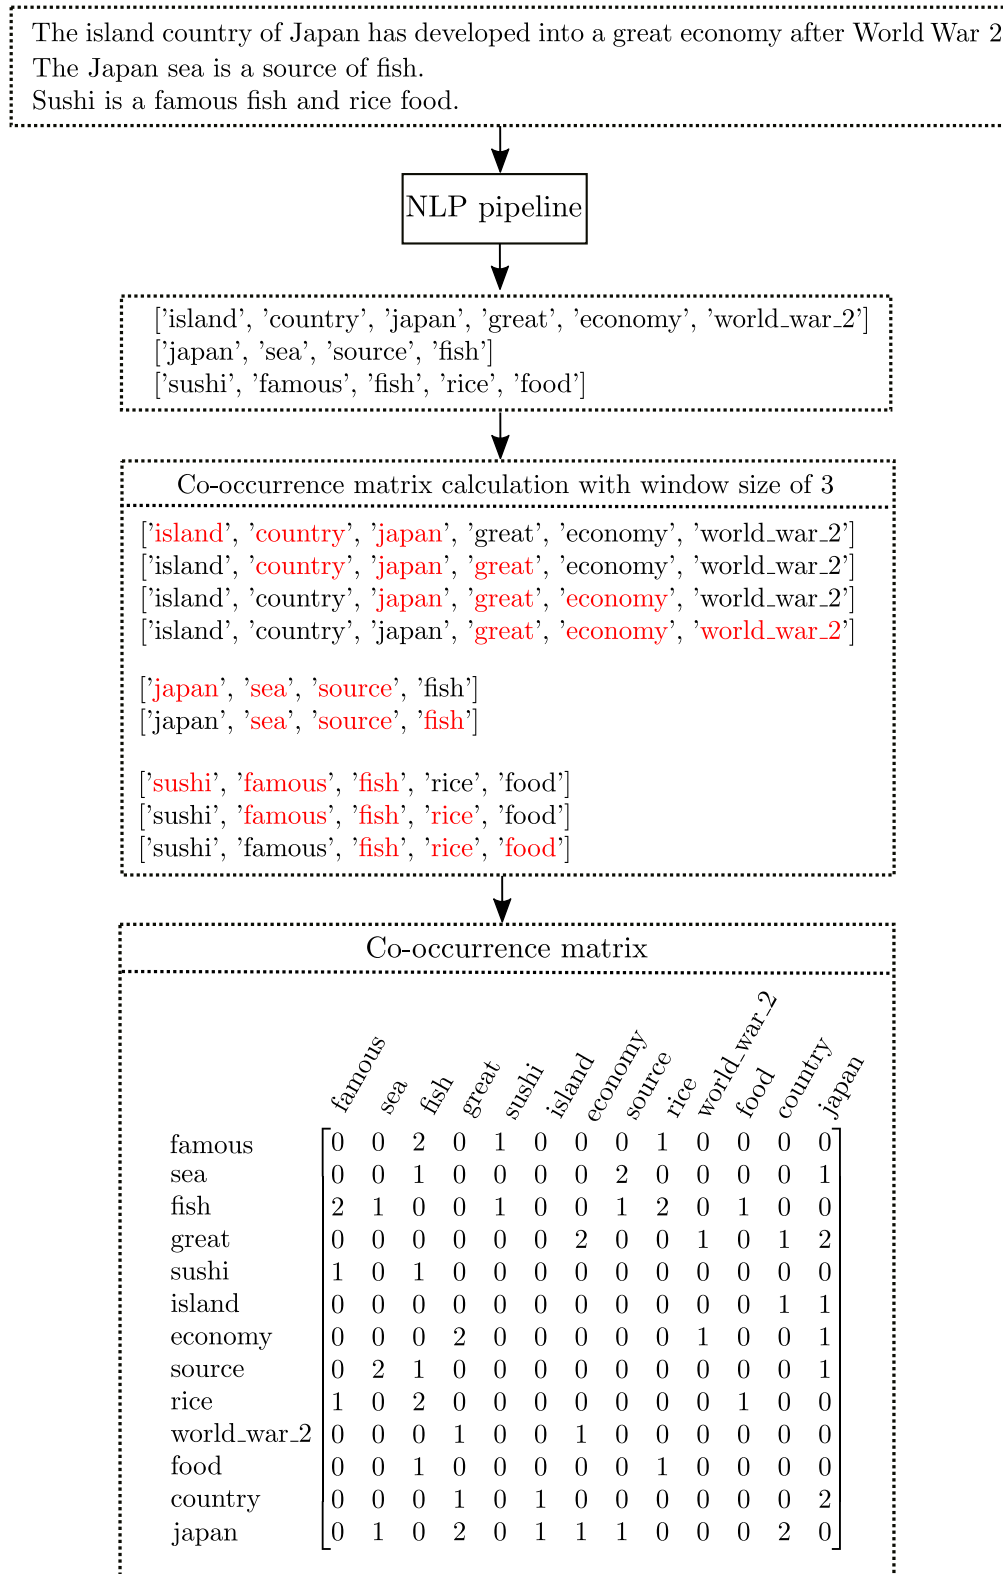 The island country of Japan has developed into a great economy after World War 2
The Japan sea is a source of fish.
Sushi is a famous fish and rice food.
NLP pipeline
['island', 'country', 'japan', 'great', 'economy', 'world_war_2']
['japan', 'sea', 'source', 'fish']
['sushi', 'famous', 'fish', 'rice', 'food']
Co-occurrence matrix calculation with window size of 3
['island', 'country', 'japan', 'great', 'economy', 'world_war_2']
['island', 'country', 'japan', 'great', 'economy', 'world_war_2']
['island', 'country', 'japan', 'great', 'economy', 'world_war_2']
['island', 'country', 'japan', 'great', 'economy', 'world_war_2']
['japan', 'sea', 'source', 'fish']
['japan', 'sea', 'source', 'fish']
['sushi', 'famous', 'fish', 'rice', 'food']
['sushi', 'famous', 'fish', 'rice', 'food']
['sushi', 'famous', 'fish', 'rice', 'food']
Co-occurrence matrix
famous sea fish great sushi island economy source rice world_war_2 food country japan
famous 0 0 2 0 1 0 0 0 1 0 0 0 0
sea 0 0 1 0 0 0 0 2 0 0 0 0 1
fish 2 1 0 0 1 0 0 1 2 0 1 0 0
great 0 0 0 0 0 0 2 0 0 1 0 1 2
sushi 1 0 1 0 0 0 0 0 0 0 0 0 0
island 0 0 0 0 0 0 0 0 0 0 0 1 1
economy 0 0 0 2 0 0 0 0 0 1 0 0 1
source 0 2 1 0 0 0 0 0 0 0 0 0 1
rice 1 0 2 0 0 0 0 0 0 0 1 0 0
world_war_2 0 0 0 1 0 0 1 0 0 0 0 0 0
food 0 0 1 0 0 0 0 0 1 0 0 0 0
country 0 0 0 1 0 1 0 0 0 0 0 0 2
japan 0 1 0 2 0 1 1 1 0 0 0 2 0